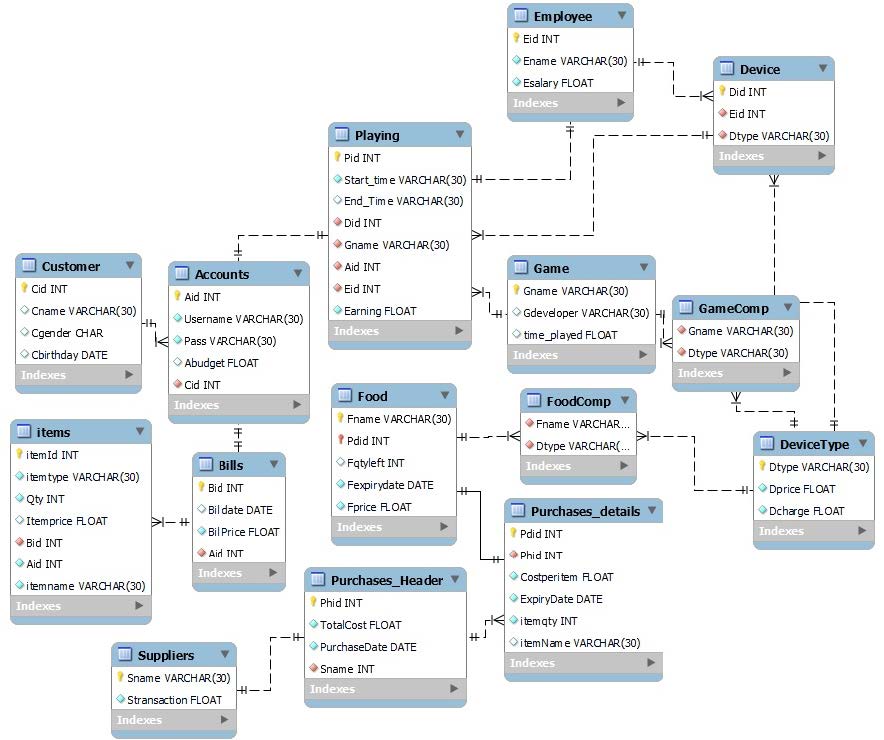 Employee
Eid INT
Ename VARCHAR(30)
Esalary FLOAT
Indexes
Device
Did INT
Eid INT
Dtype VARCHAR(30)
Indexes
Playing
Pid INT
Start_time VARCHAR(30)
End_Time VARCHAR(30)
Did INT
Gname VARCHAR(30)
Aid INT
Eid INT
Earning FLOAT
Indexes
Customer
Cid INT
Cname VARCHAR(30)
Cgender CHAR
Cbirthday DATE
Indexes
Accounts
Aid INT
Username VARCHAR(30)
Pass VARCHAR(30)
Abudget FLOAT
Cid INT
Indexes
Game
Gname VARCHAR(30)
Gdeveloper VARCHAR(30)
time_played FLOAT
Indexes
GameComp
Gname VARCHAR(30)
Dtype VARCHAR(30)
Indexes
Food
Fname VARCHAR(30)
Pdid INT
Fqtyleft INT
Fexpirydate DATE
Fprice FLOAT
Indexes
FoodComp
Fname VARCHAR...
Dtype VARCHAR(...
Indexes
items
itemId INT
itemtype VARCHAR(30)
Qty INT
Itemprice FLOAT
Bid INT
Aid INT
itemname VARCHAR(30)
Indexes
Bills
Bid INT
Bildate DATE
BilPrice FLOAT
Aid INT
Indexes
DeviceType
Dtype VARCHAR(30)
Dprice FLOAT
Dcharge FLOAT
Indexes
Purchases_details
Pdid INT
Phid INT
Costperitem FLOAT
ExpiryDate DATE
itemqty INT
itemName VARCHAR(30)
Indexes
Purchases_Header
Phid INT
TotalCost FLOAT
PurchaseDate DATE
Sname INT
Indexes
Suppliers
Sname VARCHAR(30)
Stransaction FLOAT
Indexes